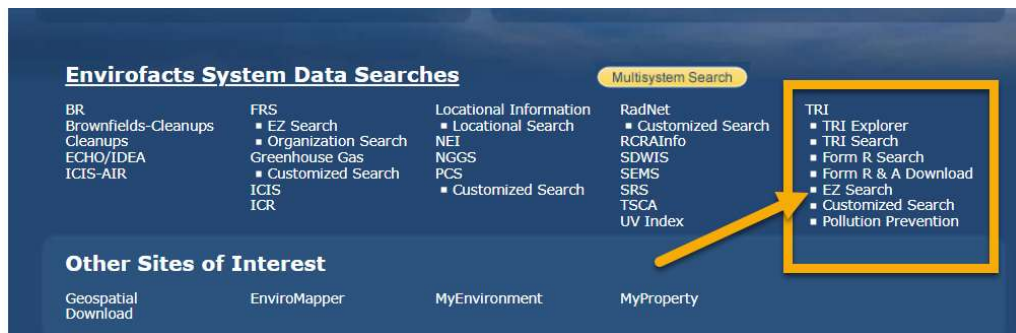 Envirofacts System Data Searches
Multisystem Search
BR
Brownfields-Cleanups
Cleanups
ECHO/IDEA
ICIS-AIR
FRS
▪ EZ Search
▪ Organization Search
Greenhouse Gas
▪ Customized Search
ICIS
ICR
Locational Information
▪ Locational Search
NEI
NGGS
PCS
▪ Customized Search
RadNet
▪ Customized Search
RCRAInfo
SDWIS
SEMS
SRS
TSCA
UV Index
TRI
▪ TRI Explorer
▪ TRI Search
▪ Form R Search
▪ Form R & A Download
▪ EZ Search
▪ Customized Search
▪ Pollution Prevention
Other Sites of Interest
Geospatial
Download
EnviroMapper
MyEnvironment
MyProperty